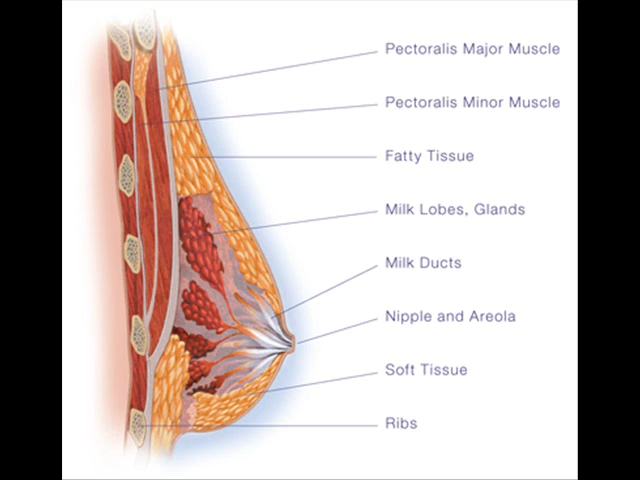 Pectoralis Major Muscle
Pectoralis Minor Muscle
Fatty Tissue
Milk Lobes, Glands
Milk Ducts
Nipple and Areola
Soft Tissue
Ribs